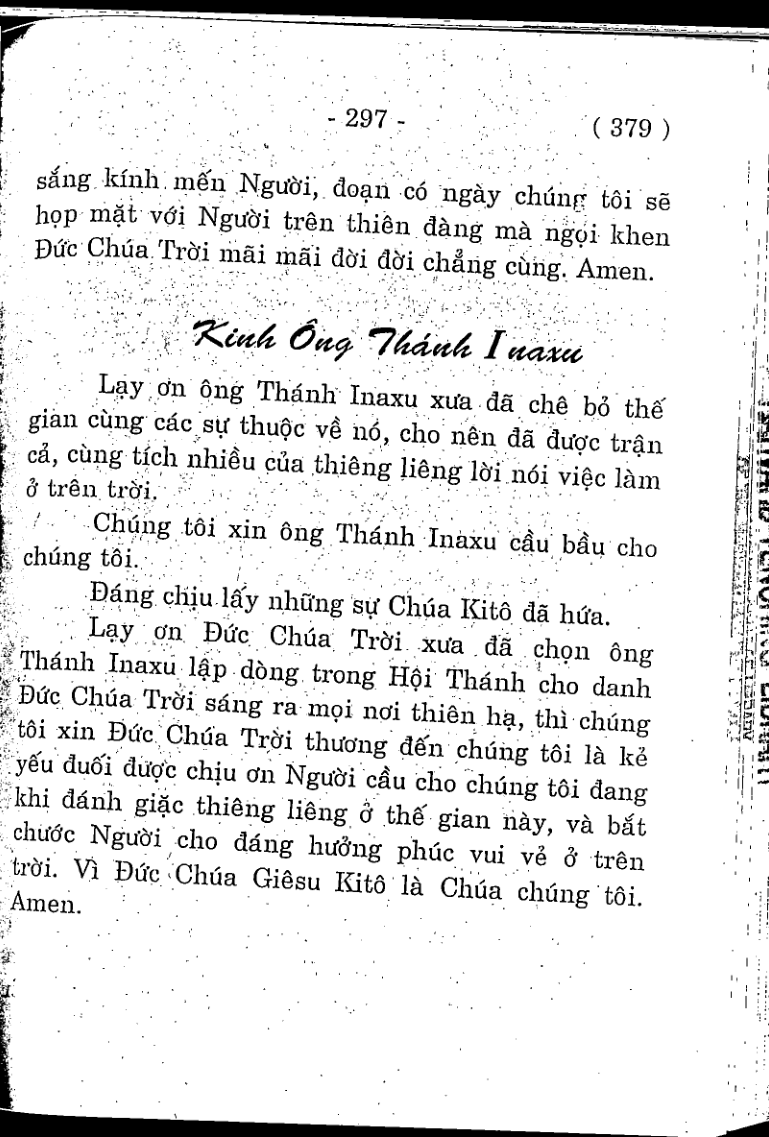 - 297 -
( 379 )
sắng kính mến Người, đoạn có ngày chúng tôi sẽ
họp mặt với Người trên thiên đàng mà ngợi khen
Đức Chúa Trời mãi mãi đời đời chẳng cùng. Amen.
Kinh Ông Thánh Inaxu
Lạy ơn ông Thánh Inaxu xưa đã chê bỏ thế
gian cùng các sự thuộc về nó, cho nên đã được trận
cả, cùng tích nhiều của thiêng liêng lời nói việc làm
ở trên trời.
Chúng tôi xin ông Thánh Inaxu cầu bầu cho
chúng tôi.
Đáng chịu lấy những sự Chúa Kitô đã hứa.
Lạy ơn Đức Chúa Trời xưa đã chọn ông
Thánh Inaxu lập dòng trong Hội Thánh cho danh
Đức Chúa Trời sáng ra mọi nơi thiên hạ, thì chúng
tôi xin Đức Chúa Trời thương đến chúng tôi là kẻ
yếu đuối được chịu ơn Người cầu cho chúng tôi đang
khi đánh giặc thiêng liêng ở thế gian này, và bắt
chước Người cho đáng hưởng phúc vui vẻ ở trên
trời. Vì Đức Chúa Giêsu Kitô là Chúa chúng tôi.
Amen.